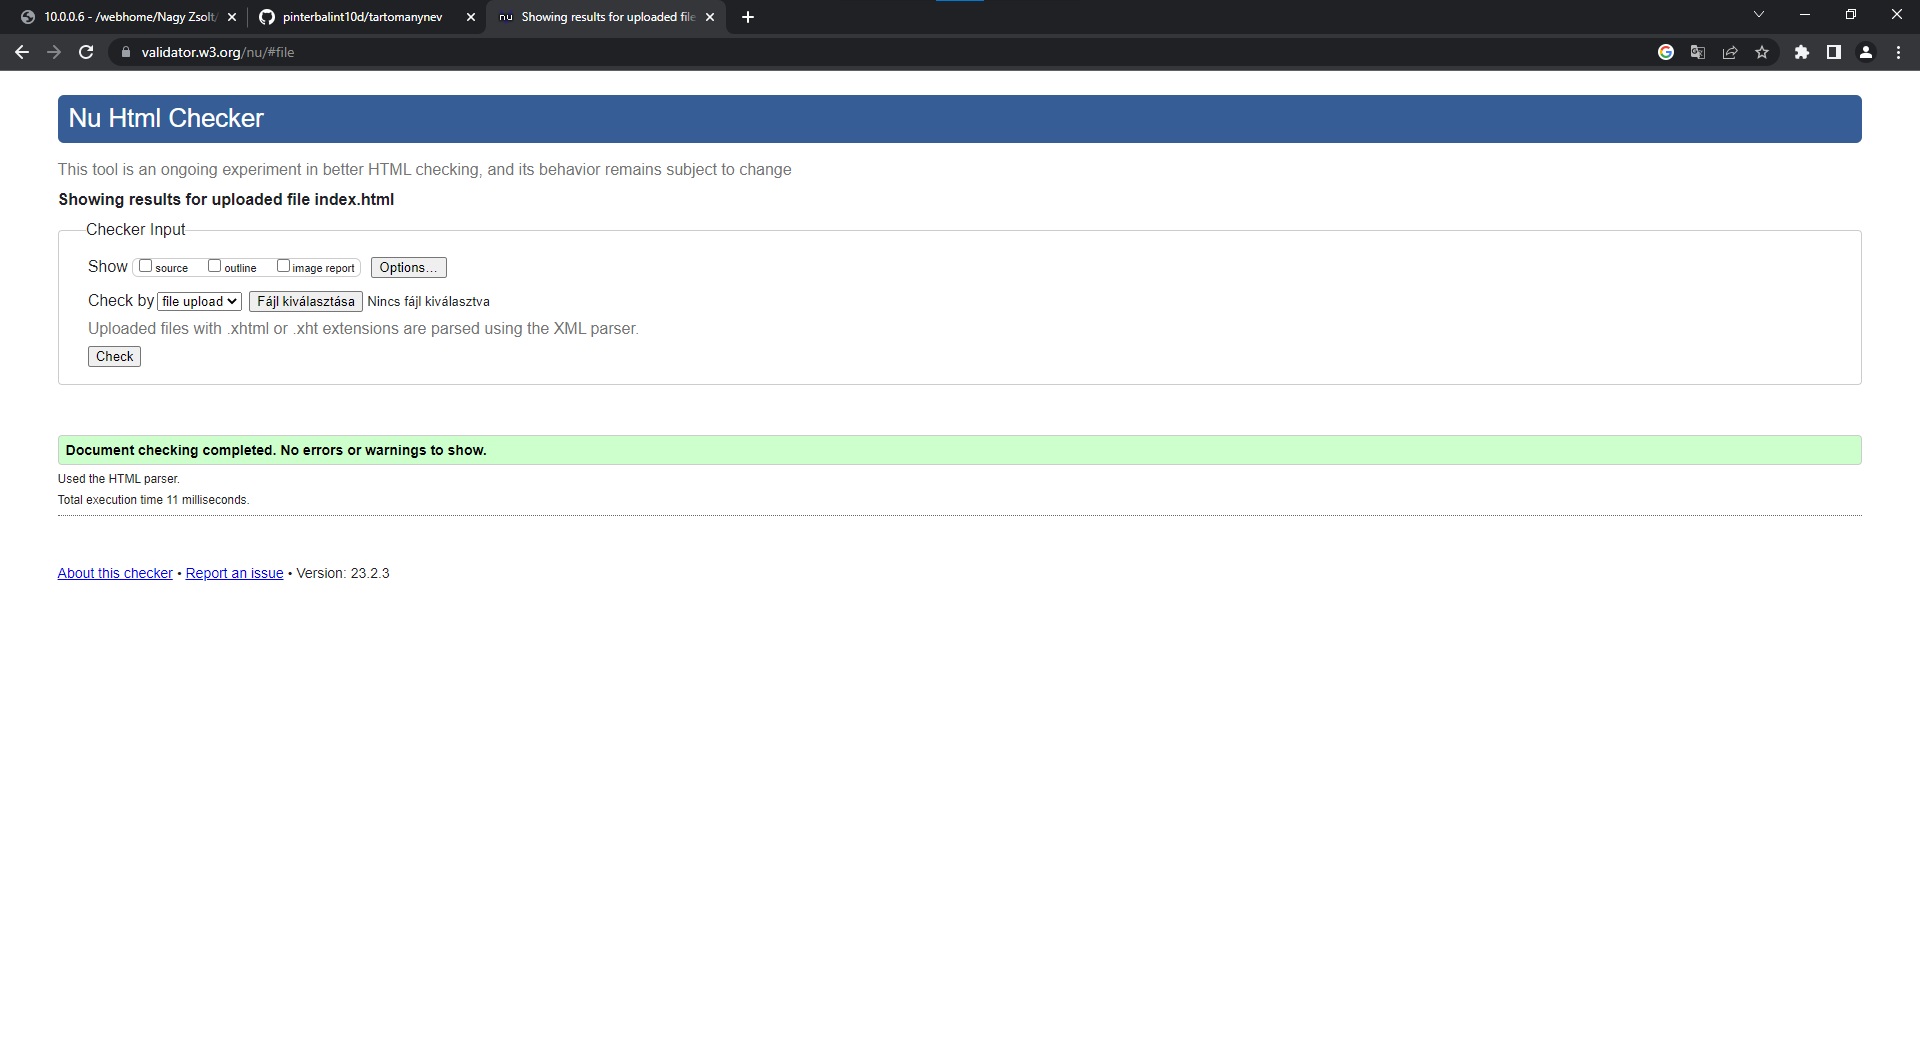 10.0.0.6 - /webhome/Nagy Zsolt/
pinterbalint10d/tartomanynev
nu Showing results for uploaded file
validator.w3.org/nu/#file
Nu Html Checker
This tool is an ongoing experiment in better HTML checking, and its behavior remains subject to change
Showing results for uploaded file index.html
Checker Input
Show source outline image report Options...
Check by file upload Fájl kiválasztása Nincs fájl kiválasztva
Uploaded files with .xhtml or .xht extensions are parsed using the XML parser.
Check
Document checking completed. No errors or warnings to show.
Used the HTML parser.
Total execution time 11 milliseconds.
About this checker • Report an issue • Version: 23.2.3